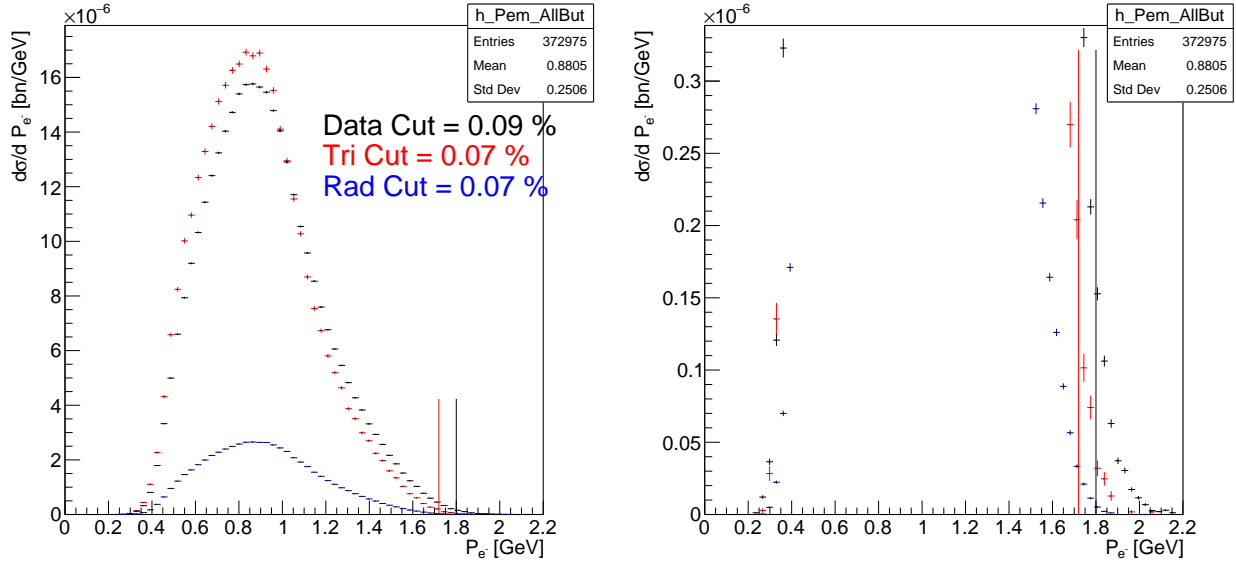 ×10⁻⁶
h_Pem_AllBut
Entries 372975
Mean 0.8805
Std Dev 0.2506
dσ/d P_e⁻ [bn/GeV]
16
14
12
10
8
6
4
2
0
Data Cut = 0.09 %
Tri Cut = 0.07 %
Rad Cut = 0.07 %
0 0.2 0.4 0.6 0.8 1 1.2 1.4 1.6 1.8 2 2.2
P_e⁻ [GeV]
×10⁻⁶
h_Pem_AllBut
Entries 372975
Mean 0.8805
Std Dev 0.2506
dσ/d P_e⁻ [bn/GeV]
0.3
0.25
0.2
0.15
0.1
0.05
0
0 0.2 0.4 0.6 0.8 1 1.2 1.4 1.6 1.8 2 2.2
P_e⁻ [GeV]